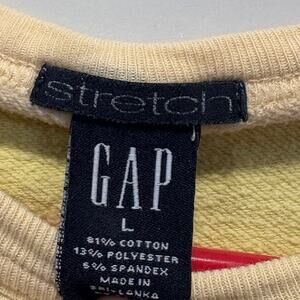 stretch
GAP
L
81% COTTON
13% POLYESTER
6% SPANDEX
MADE IN
SRI LANKA